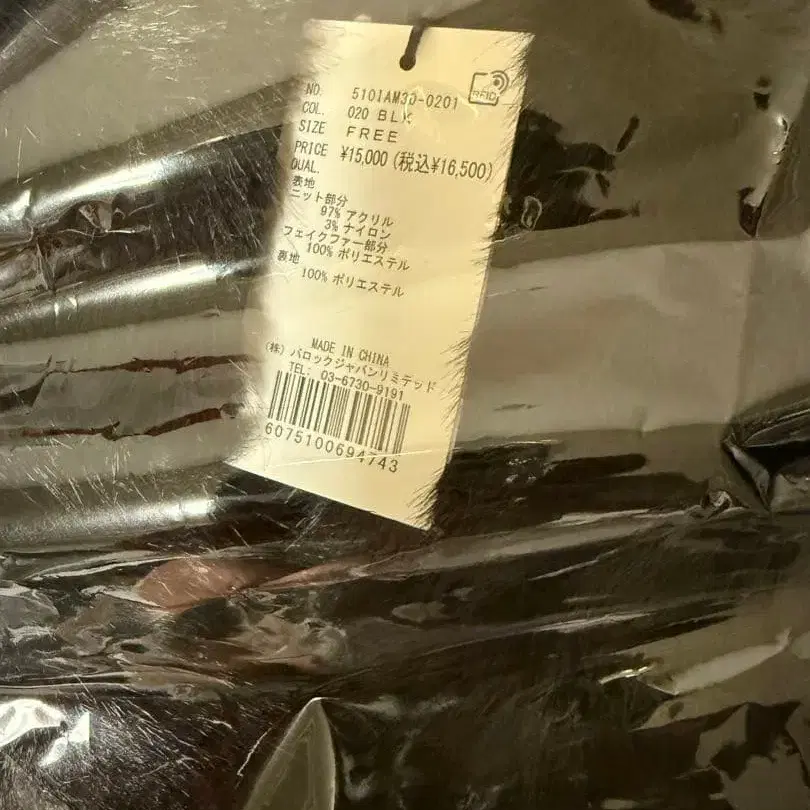 NO. 510IAM30-0201
RFID
COL. 020 BLK
SIZE FREE
PRICE ¥15,000 (税込¥16,500)
QUAL.
表地
ニット部分
97% アクリル
3% ナイロン
フェイクファー部分
100% ポリエステル
裏地
100% ポリエステル
MADE IN CHINA
(株) バロックジャパンリミテッド
TEL: 03-6730-9191
6075100694743